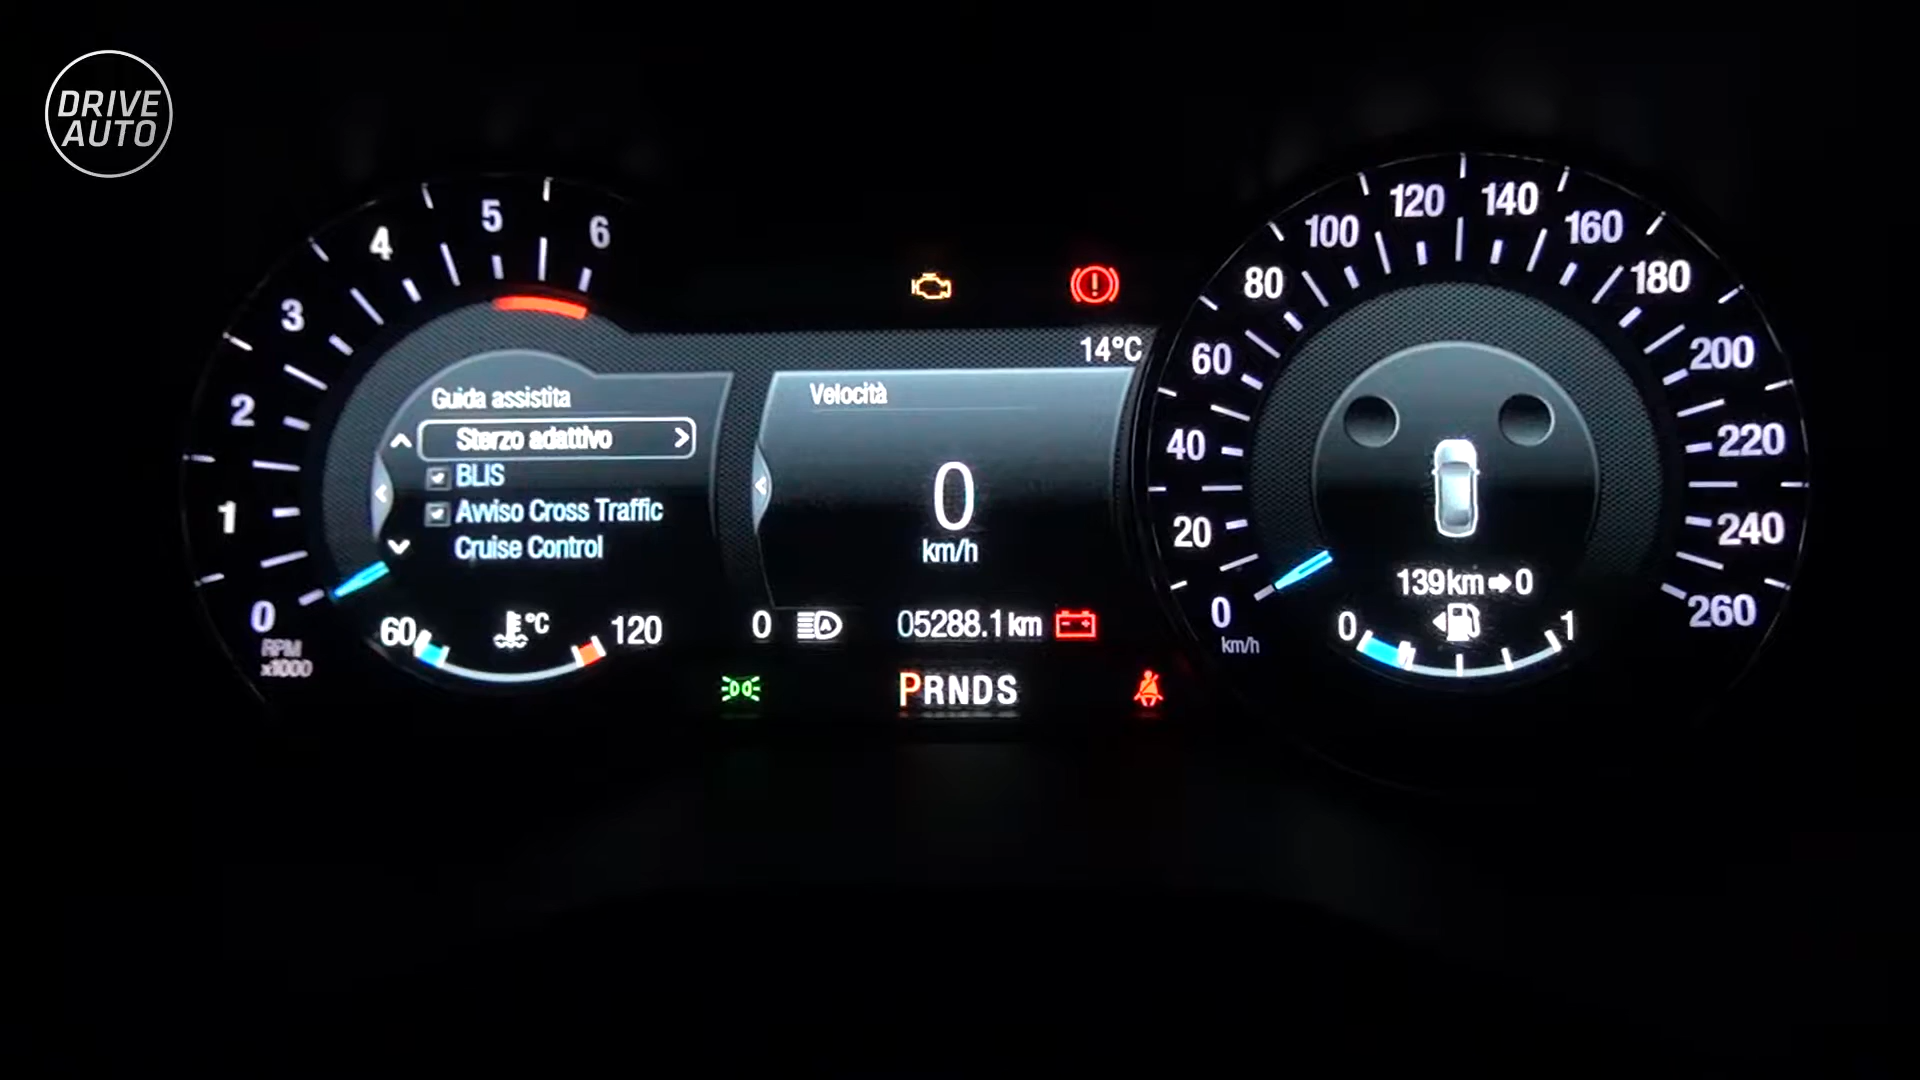 DRIVE
AUTO
0
1
2
3
4
5
6
RPM
x1000
Guida assistita
Sterzo adattivo
BLIS
Avviso Cross Traffic
Cruise Control
60
°C
120
14°C
Velocità
0
km/h
0
A
05288.1 km
PRNDS
0
20
40
60
80
100
120
140
160
180
200
220
240
260
km/h
139km→0
0
1